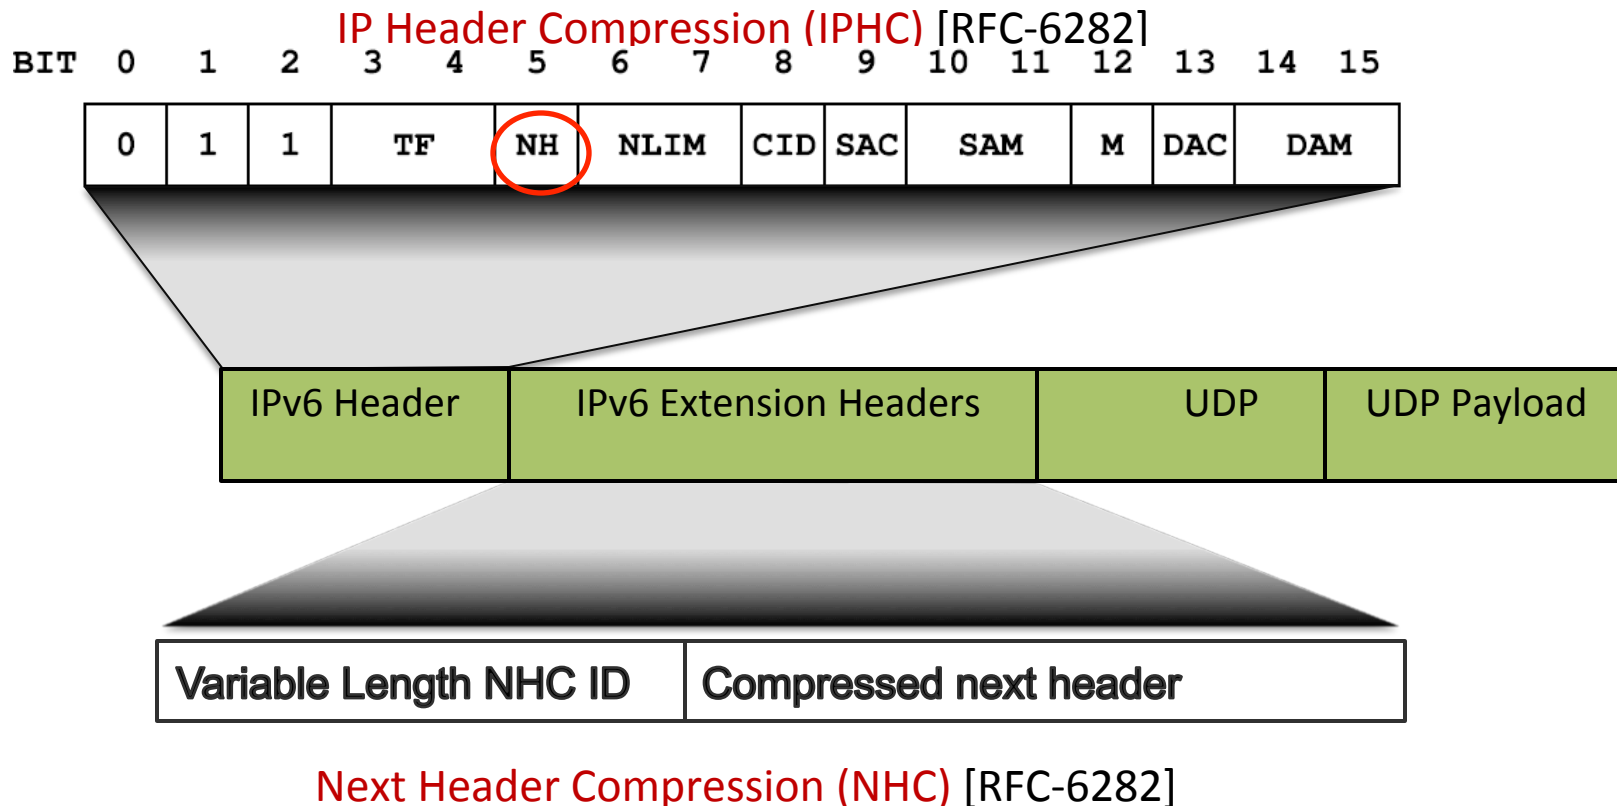 IP Header Compression (IPHC) [RFC-6282]
BIT 0 1 2 3 4 5 6 7 8 9 10 11 12 13 14 15
0 1 1 TF NH NLIM CID SAC SAM M DAC DAM
IPv6 Header IPv6 Extension Headers UDP UDP Payload
Variable Length NHC ID Compressed next header
Next Header Compression (NHC) [RFC-6282]